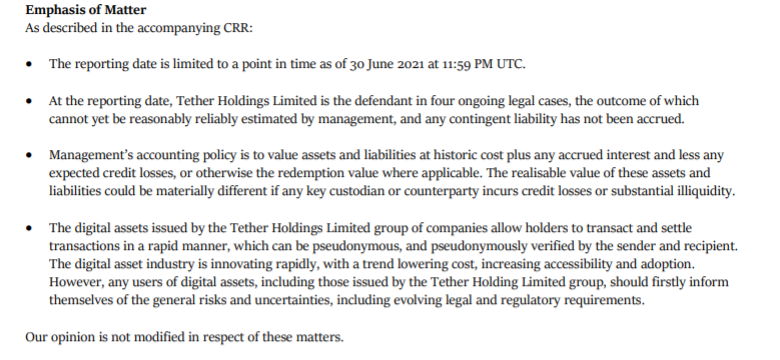 Emphasis of Matter
As described in the accompanying CRR:
• The reporting date is limited to a point in time as of 30 June 2021 at 11:59 PM UTC.
• At the reporting date, Tether Holdings Limited is the defendant in four ongoing legal cases, the outcome of which
cannot yet be reasonably reliably estimated by management, and any contingent liability has not been accrued.
• Management's accounting policy is to value assets and liabilities at historic cost plus any accrued interest and less any
expected credit losses, or otherwise the redemption value where applicable. The realisable value of these assets and
liabilities could be materially different if any key custodian or counterparty incurs credit losses or substantial illiquidity.
• The digital assets issued by the Tether Holdings Limited group of companies allow holders to transact and settle
transactions in a rapid manner, which can be pseudonymous, and pseudonymously verified by the sender and recipient.
The digital asset industry is innovating rapidly, with a trend lowering cost, increasing accessibility and adoption.
However, any users of digital assets, including those issued by the Tether Holding Limited group, should firstly inform
themselves of the general risks and uncertainties, including evolving legal and regulatory requirements.
Our opinion is not modified in respect of these matters.